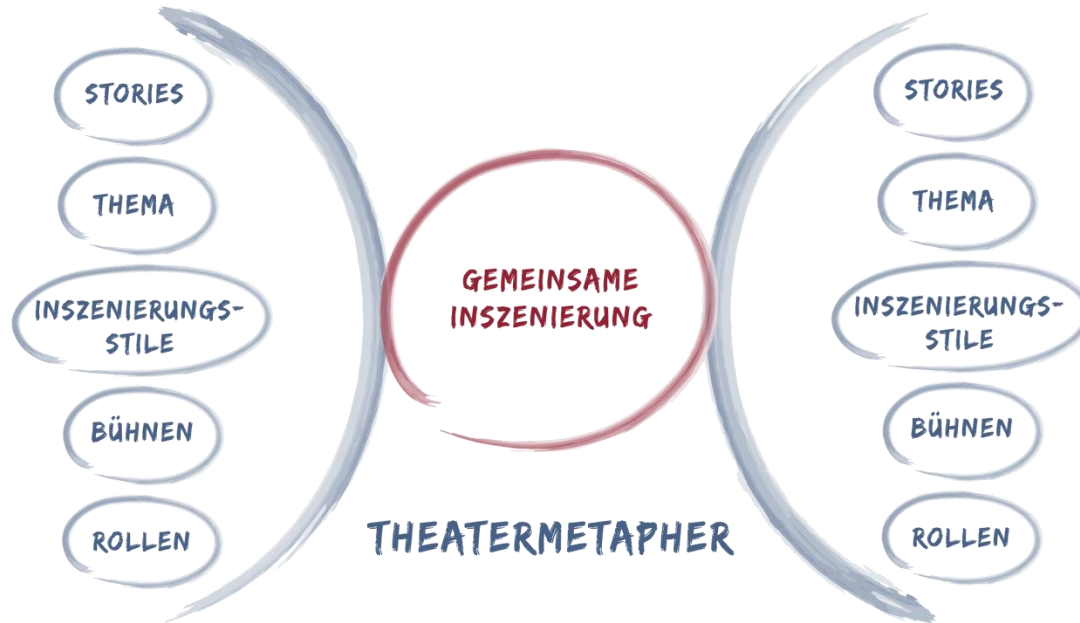 STORIES
THEMA
INSZENIERUNGS-
STILE
BÜHNEN
ROLLEN
GEMEINSAME
INSZENIERUNG
THEATERMETAPHER
STORIES
THEMA
INSZENIERUNGS-
STILE
BÜHNEN
ROLLEN